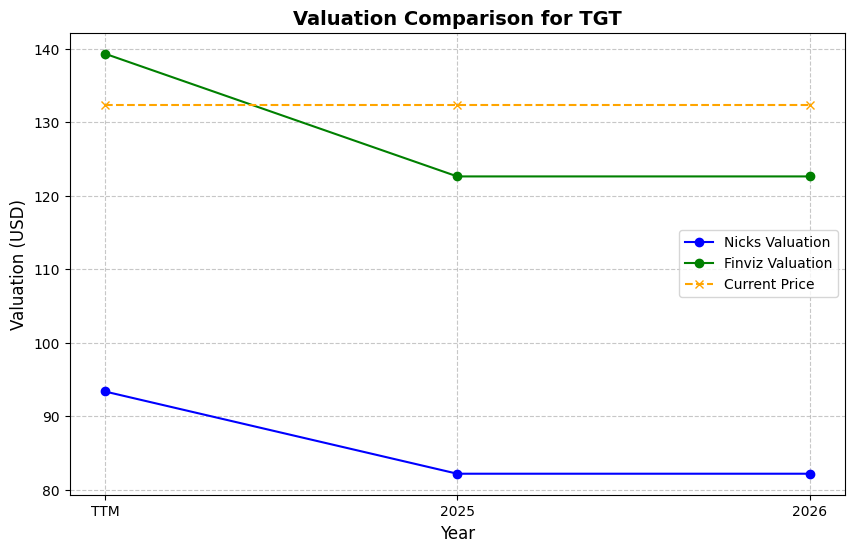 Valuation Comparison for TGT
Valuation (USD)
140
130
120
110
100
90
80
Nicks Valuation
Finviz Valuation
Current Price
TTM
2025
2026
Year